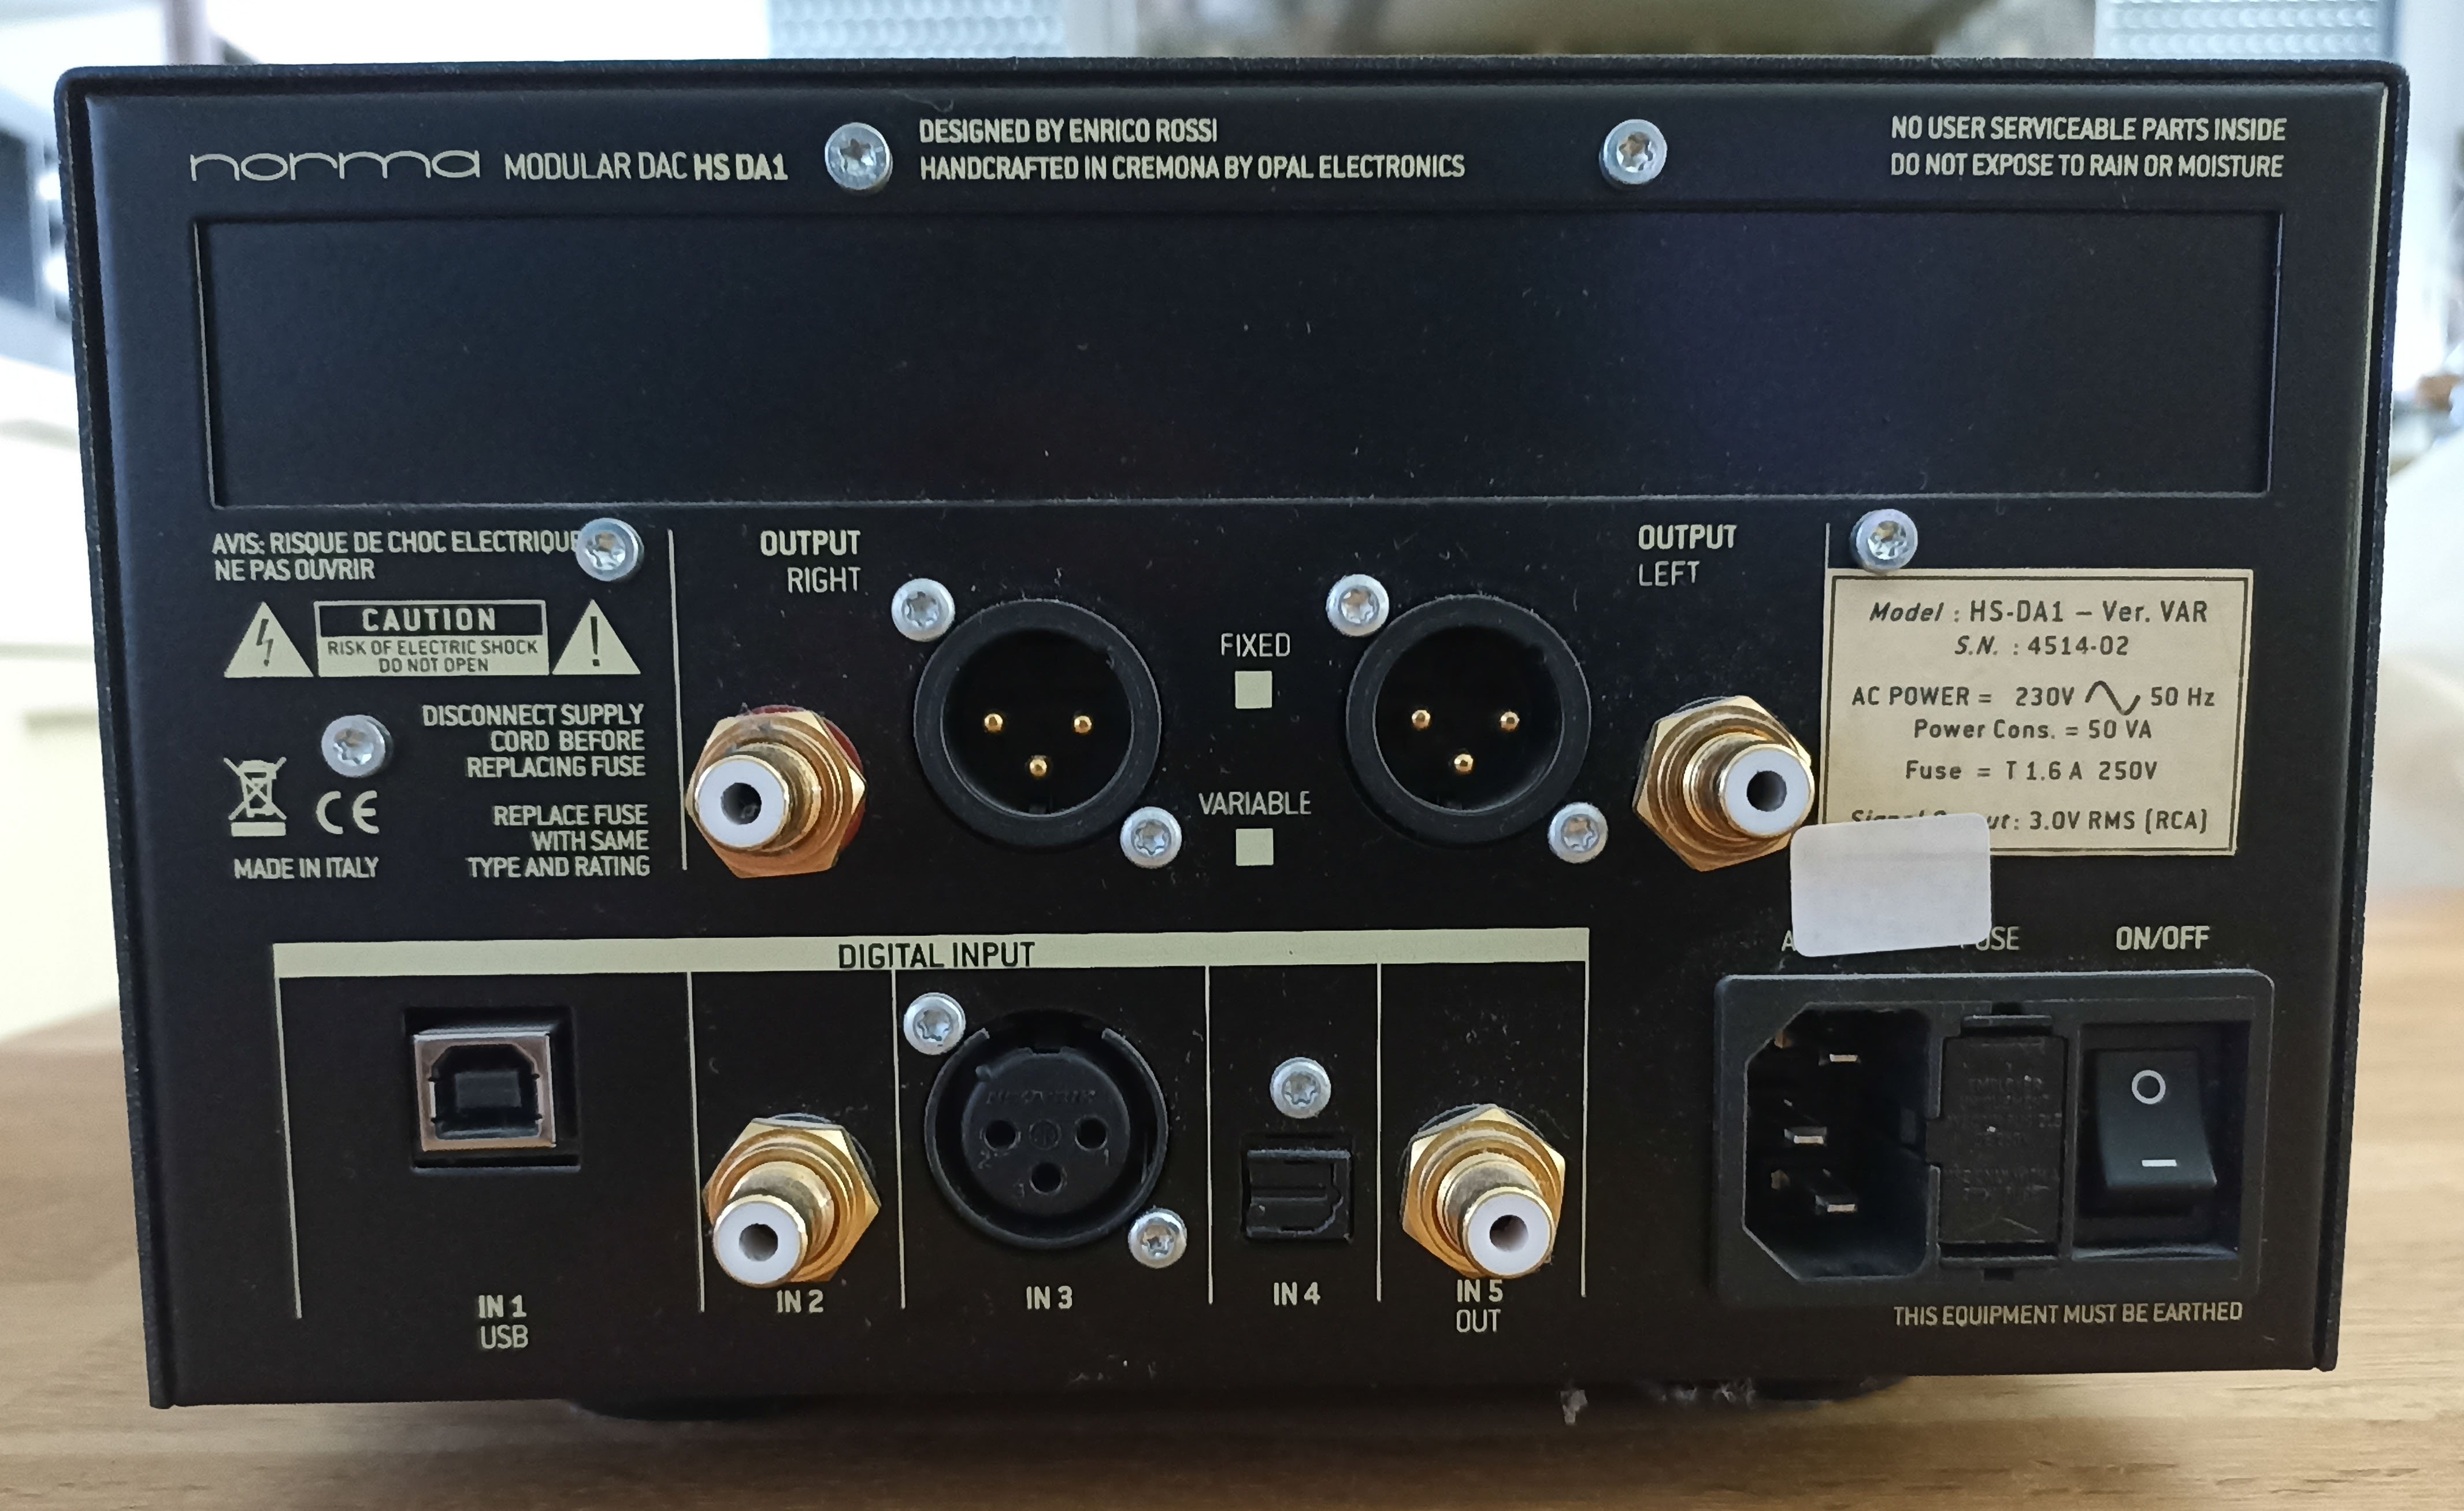 norma MODULAR DAC HS DA1
DESIGNED BY ENRICO ROSSI
HANDCRAFTED IN CREMONA BY OPAL ELECTRONICS
NO USER SERVICEABLE PARTS INSIDE
DO NOT EXPOSE TO RAIN OR MOISTURE
AVIS: RISQUE DE CHOC ELECTRIQUE
NE PAS OUVRIR
CAUTION
RISK OF ELECTRIC SHOCK
DO NOT OPEN
DISCONNECT SUPPLY
CORD BEFORE
REPLACING FUSE
REPLACE FUSE
WITH SAME
TYPE AND RATING
CE
MADE IN ITALY
OUTPUT
RIGHT
FIXED
VARIABLE
OUTPUT
LEFT
Model : HS-DA1 – Ver. VAR
S.N. : 4514-02
AC POWER = 230V 50 Hz
Power Cons. = 50 VA
Fuse = T 1.6 A 250V
3.0V RMS (RCA)
DIGITAL INPUT
IN 1
USB
IN 2
2 1
3
IN 3
IN 4
IN 5
OUT
ON/OFF
THIS EQUIPMENT MUST BE EARTHED